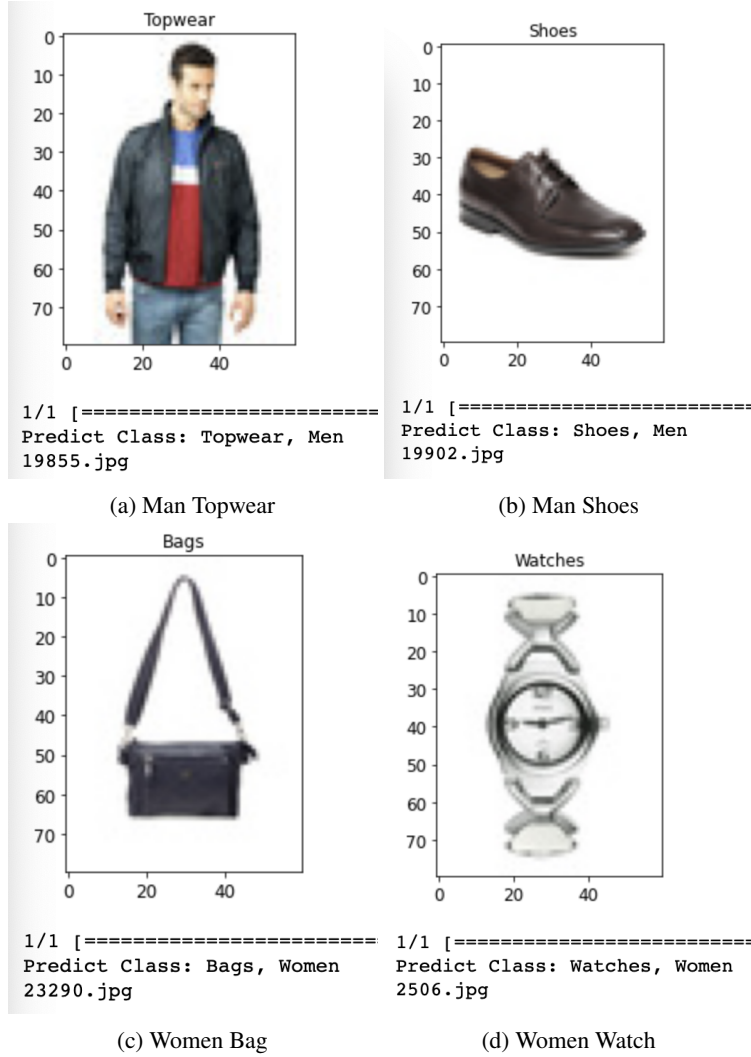 Topwear
0
10
20
30
40
50
60
70
0 20 40
1/1 [=========================
Predict Class: Topwear, Men
19855.jpg
(a) Man Topwear
Shoes
0
10
20
30
40
50
60
70
0 20 40
1/1 [=========================
Predict Class: Shoes, Men
19902.jpg
(b) Man Shoes
Bags
0
10
20
30
40
50
60
70
0 20 40
1/1 [=========================
Predict Class: Bags, Women
23290.jpg
(c) Women Bag
Watches
0
10
20
30
40
50
60
70
0 20 40
1/1 [=========================
Predict Class: Watches, Women
2506.jpg
(d) Women Watch